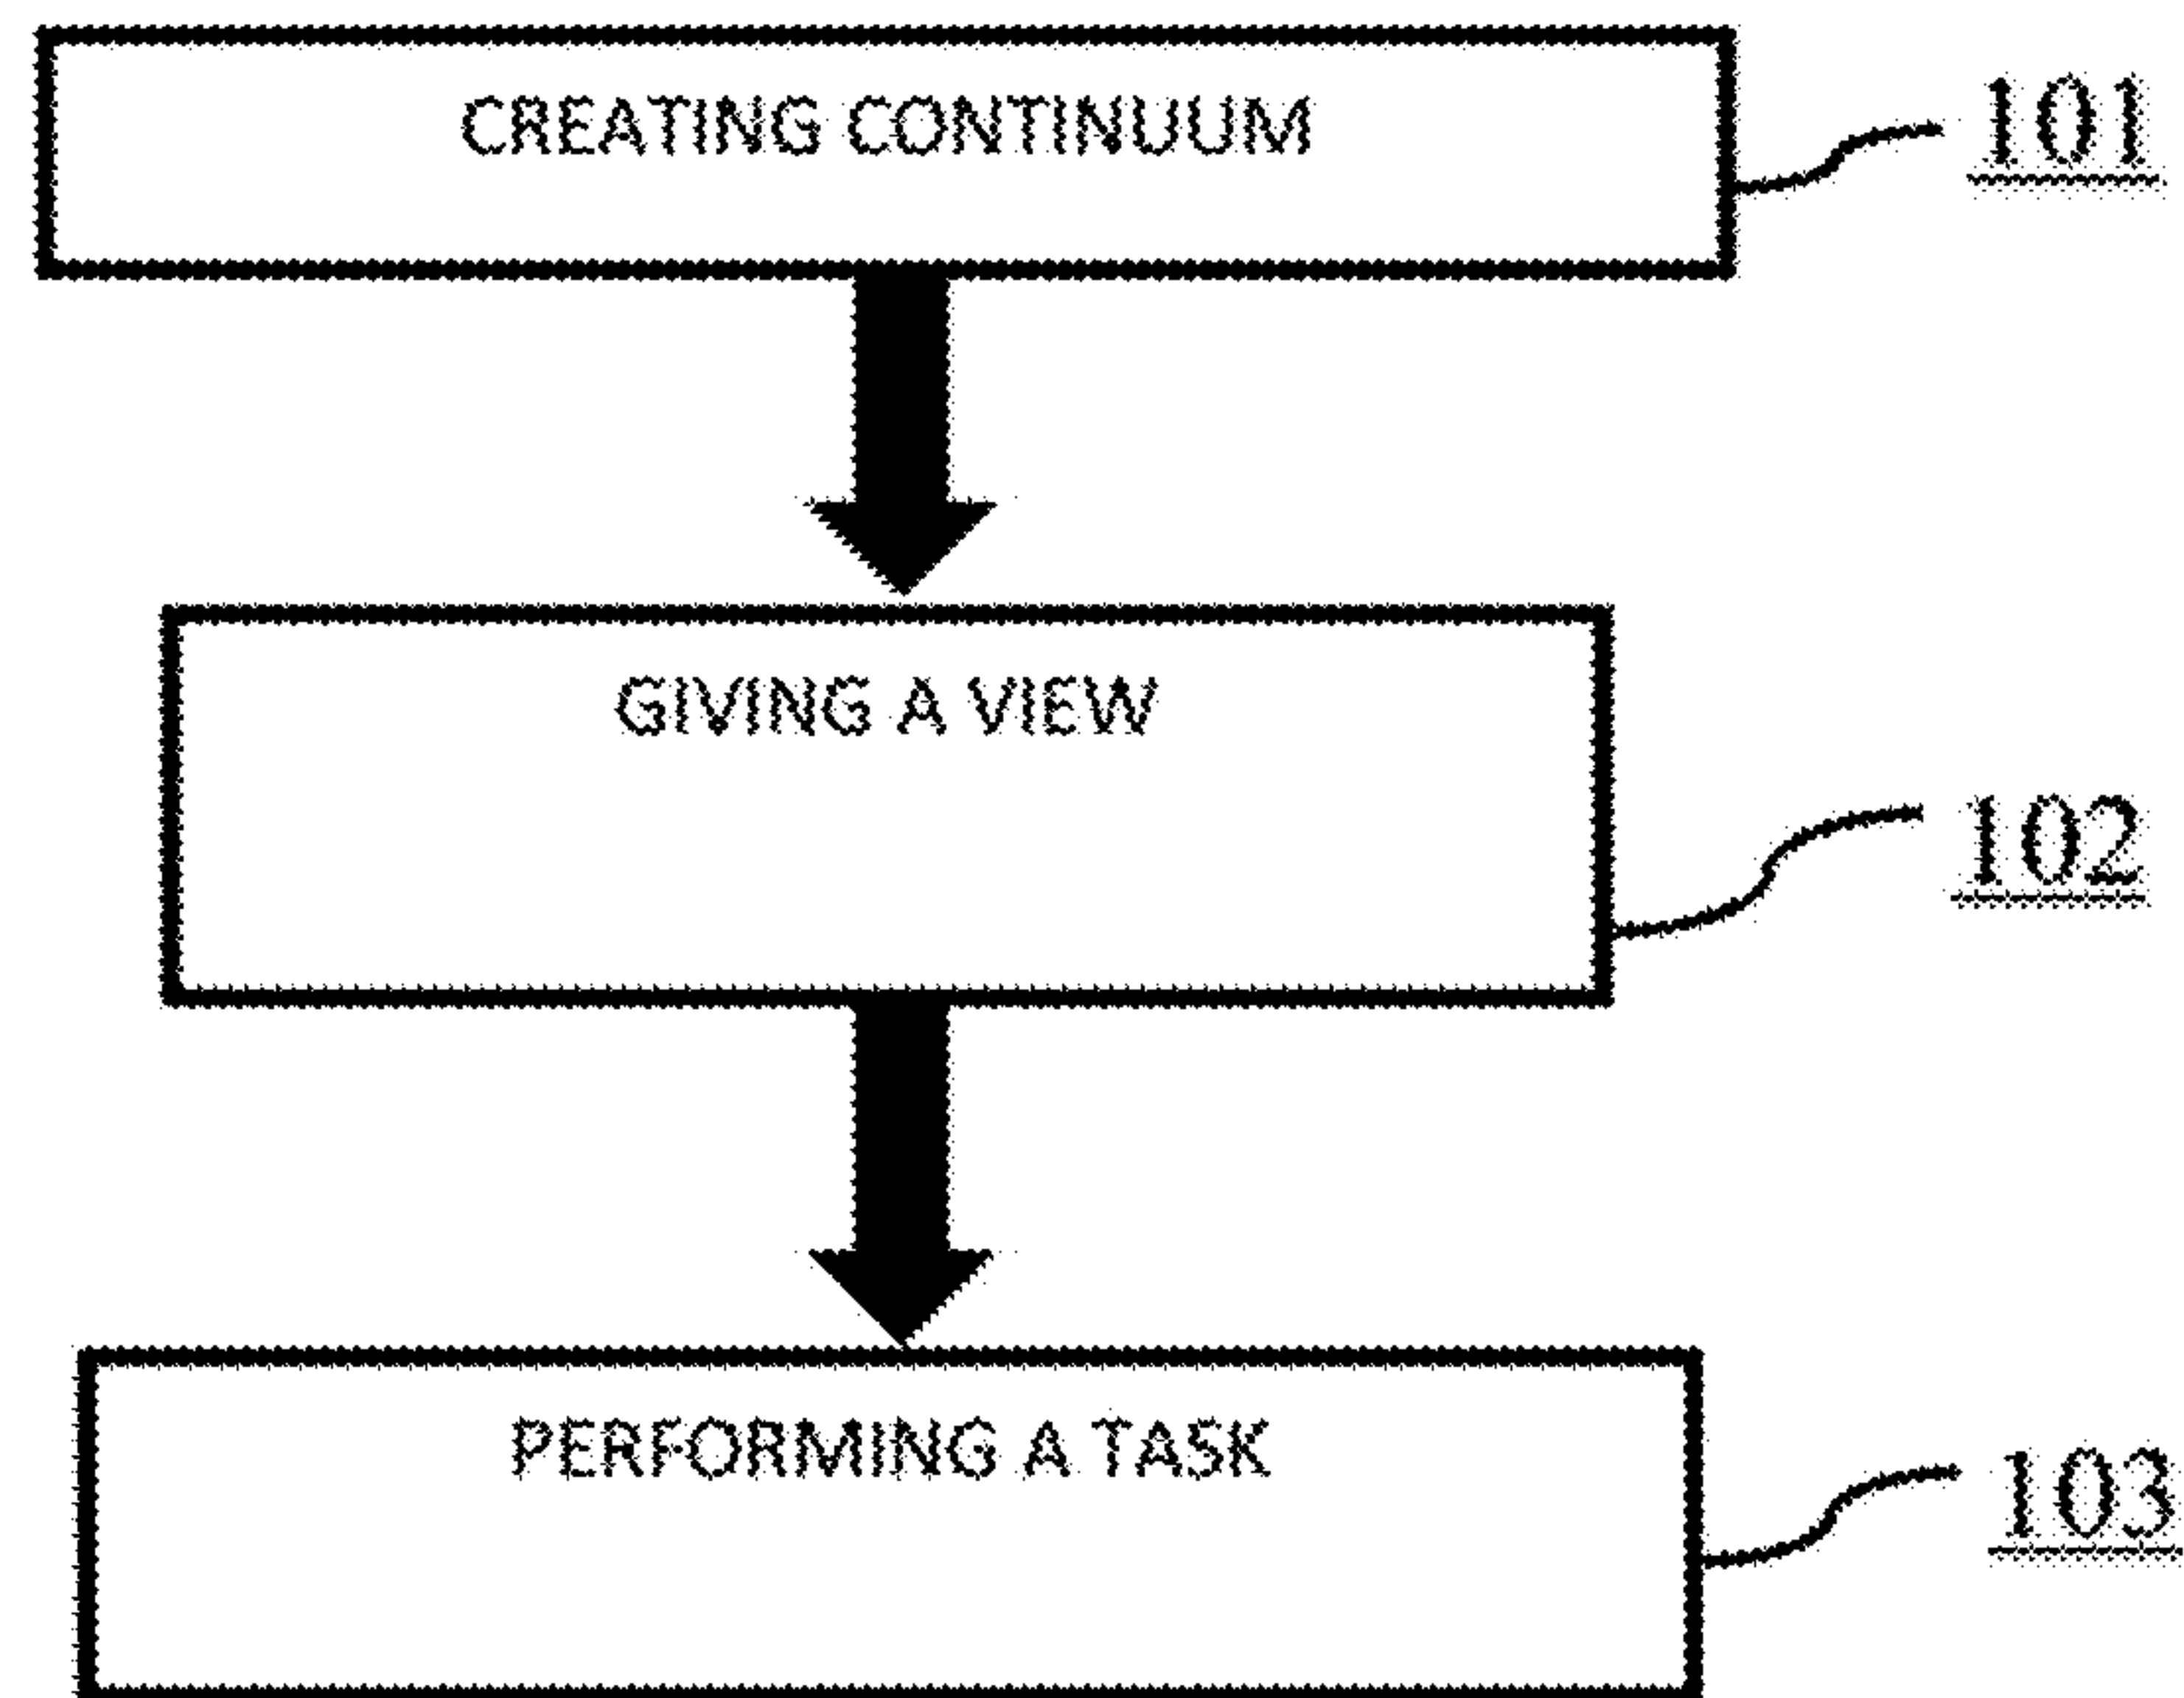 CREATING CONTINUUM
101
GIVING A VIEW
102
PERFORMING A TASK
103